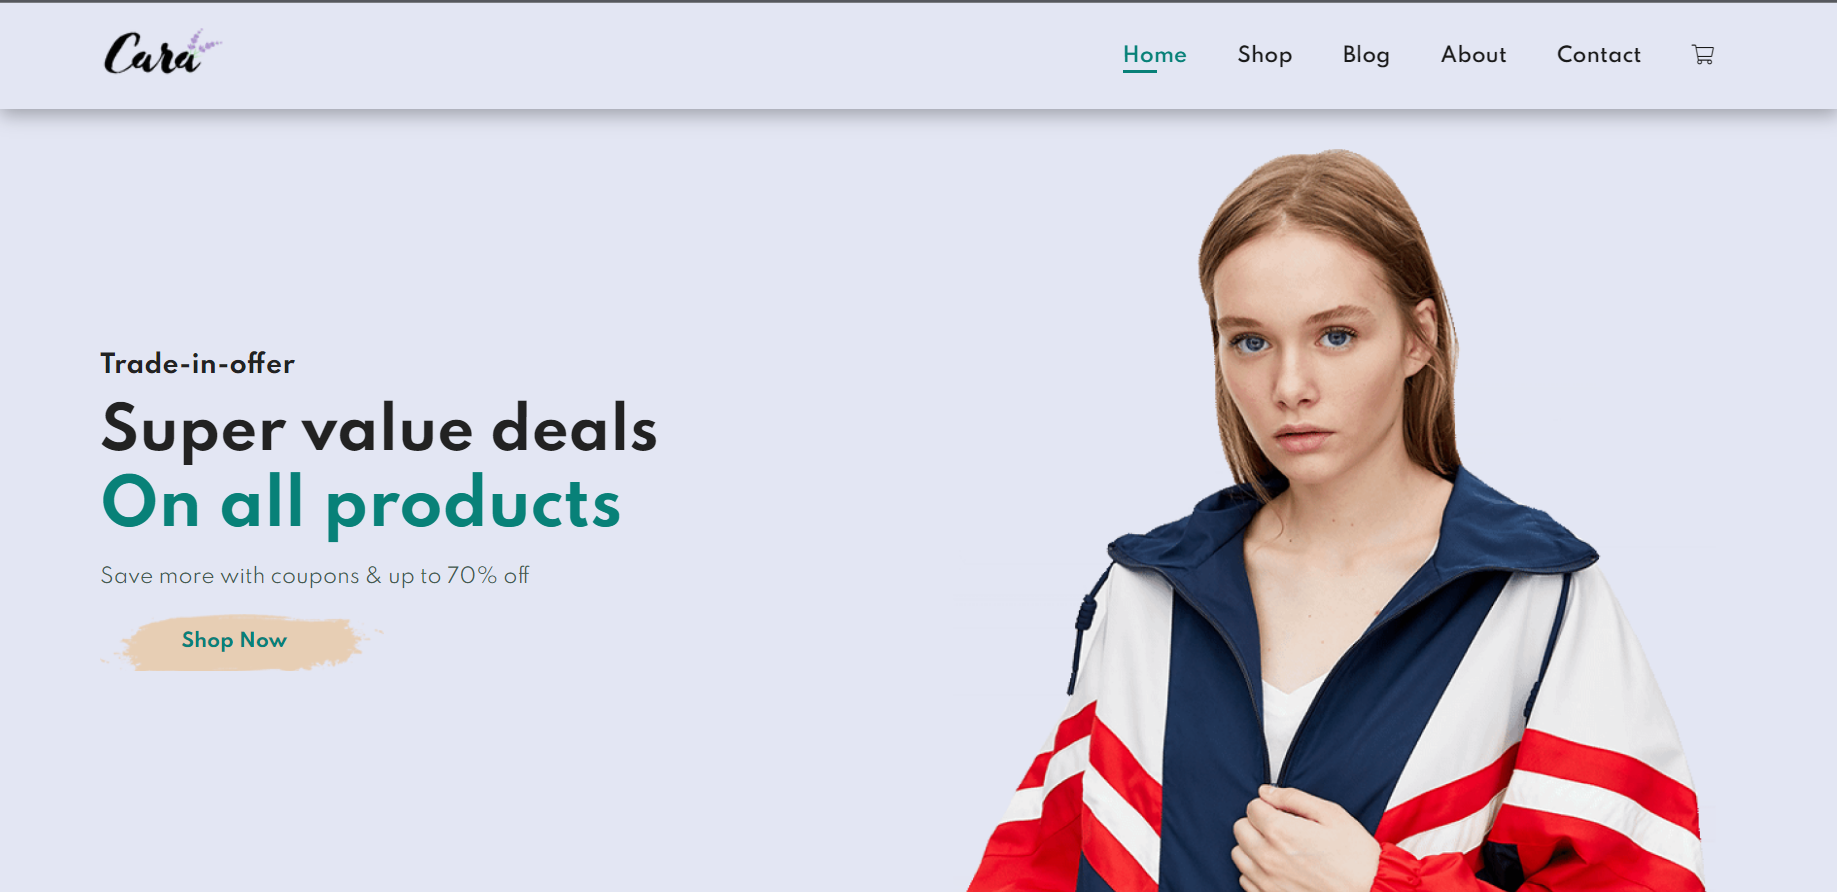 Cara
Home Shop Blog About Contact
Trade-in-offer
Super value deals
On all products
Save more with coupons & up to 70% off
Shop Now